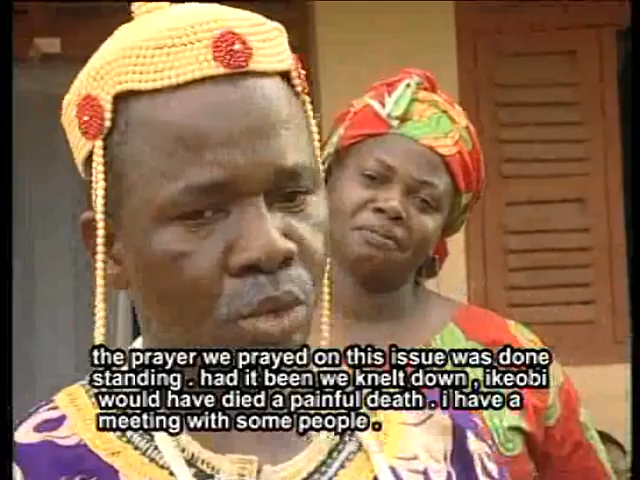 the prayer we prayed on this issue was done
standing . had it been we knelt down , ikeobi
would have died a painful death . i have a
meeting with some people .